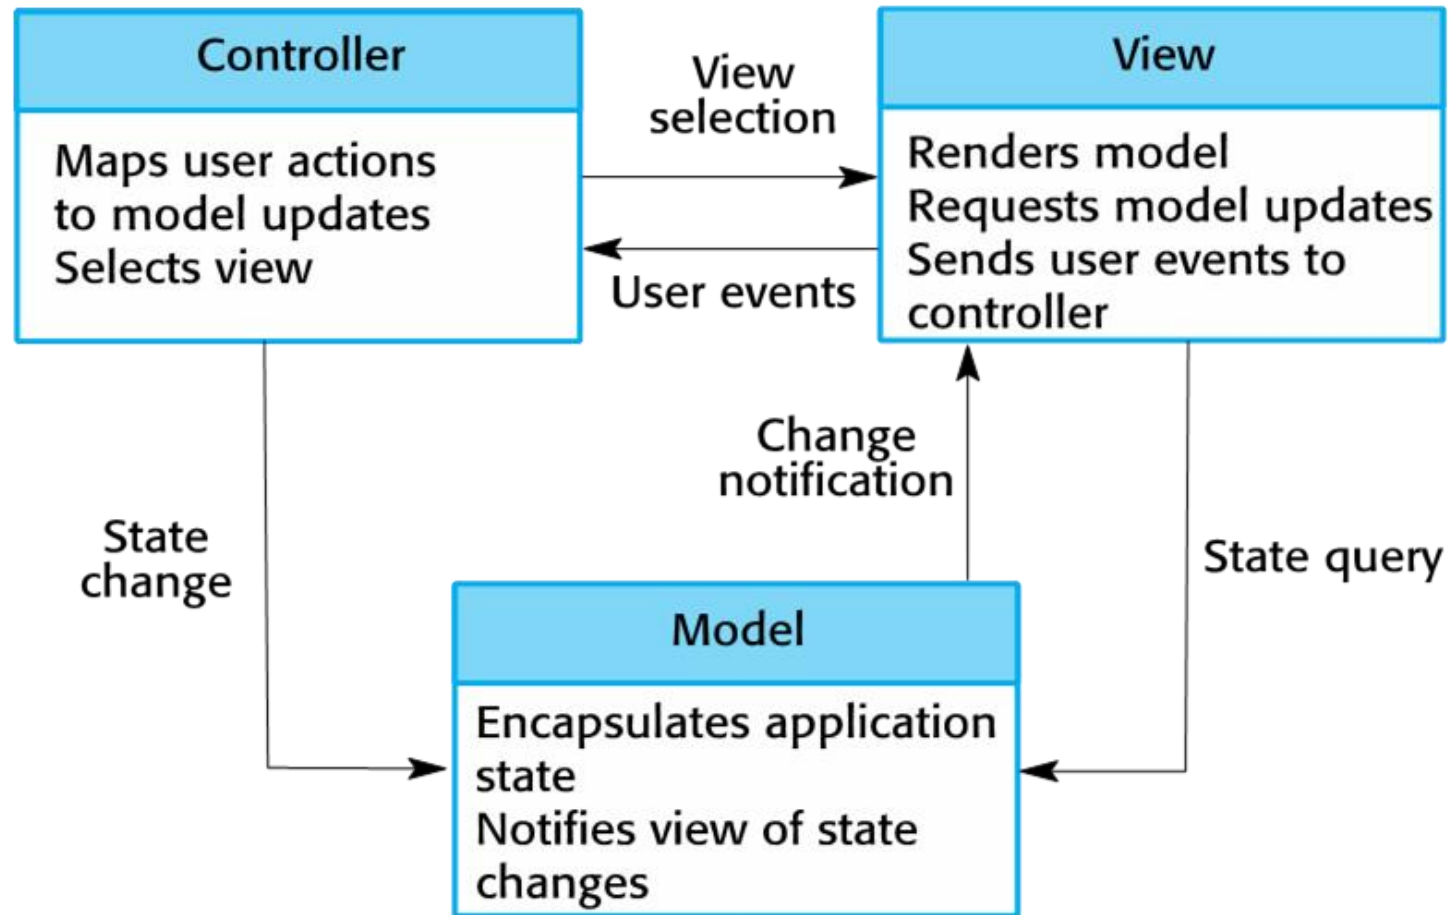 Controller
Maps user actions
to model updates
Selects view
View
selection
User events
View
Renders model
Requests model updates
Sends user events to
controller
State
change
Change
notification
State query
Model
Encapsulates application
state
Notifies view of state
changes